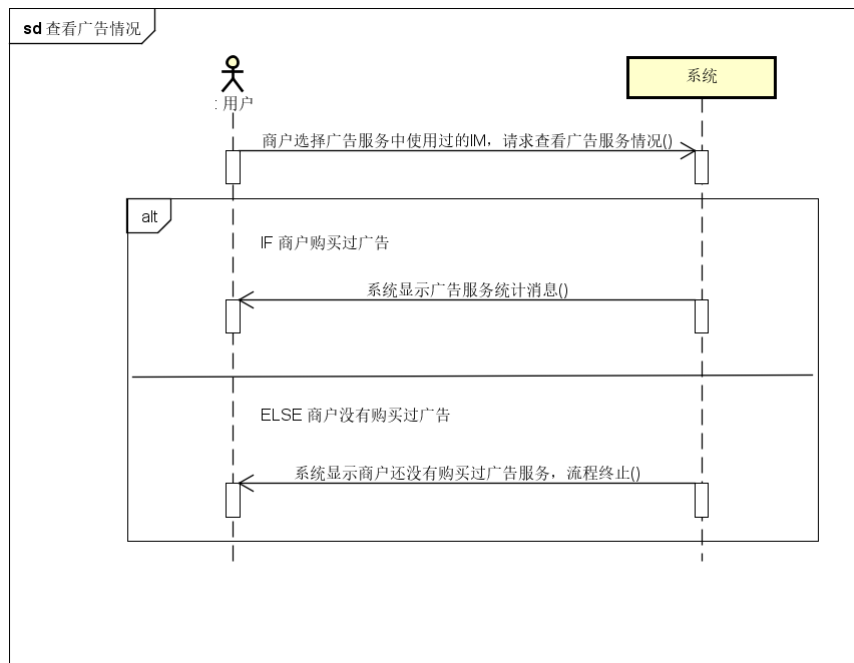 sd 查看广告情况
系统
: 用户
商户选择广告服务中使用过的IM，请求查看广告服务情况()
alt
IF 商户购买过广告
系统显示广告服务统计消息()
ELSE 商户没有购买过广告
系统显示商户还没有购买过广告服务，流程终止()